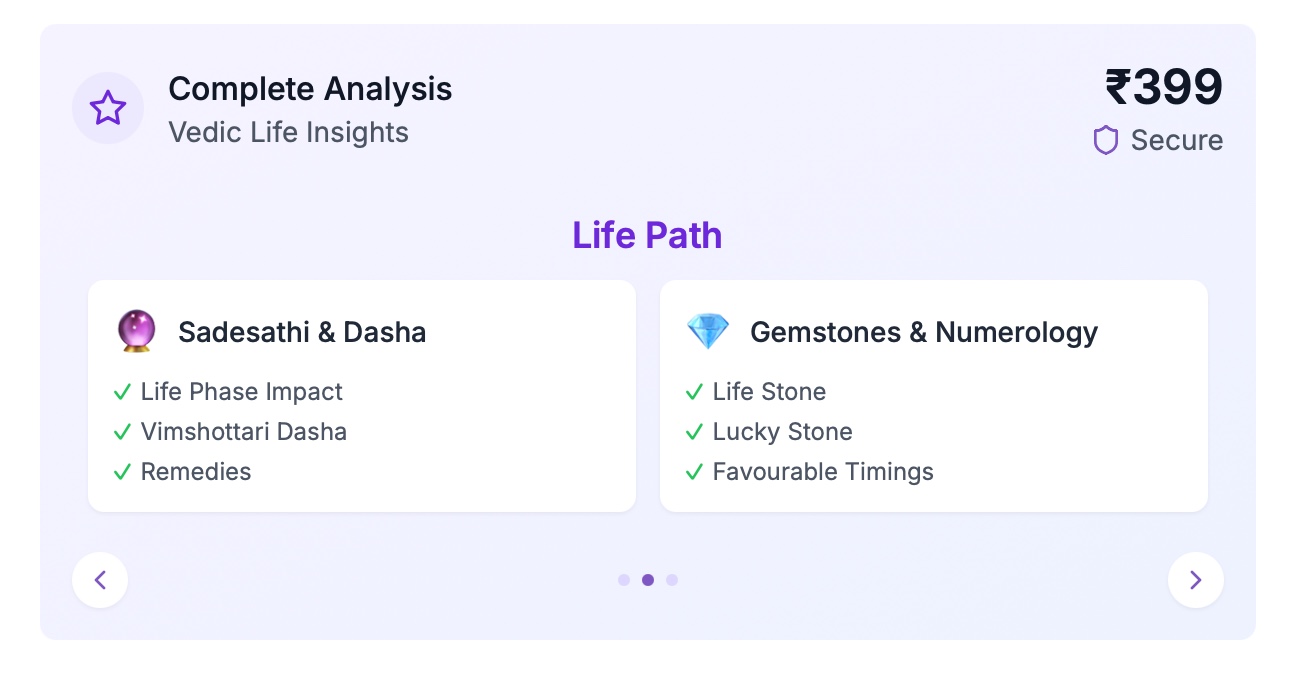 Complete Analysis
Vedic Life Insights
₹399
Secure
Life Path
Sadesathi & Dasha
Life Phase Impact
Vimshottari Dasha
Remedies
Gemstones & Numerology
Life Stone
Lucky Stone
Favourable Timings